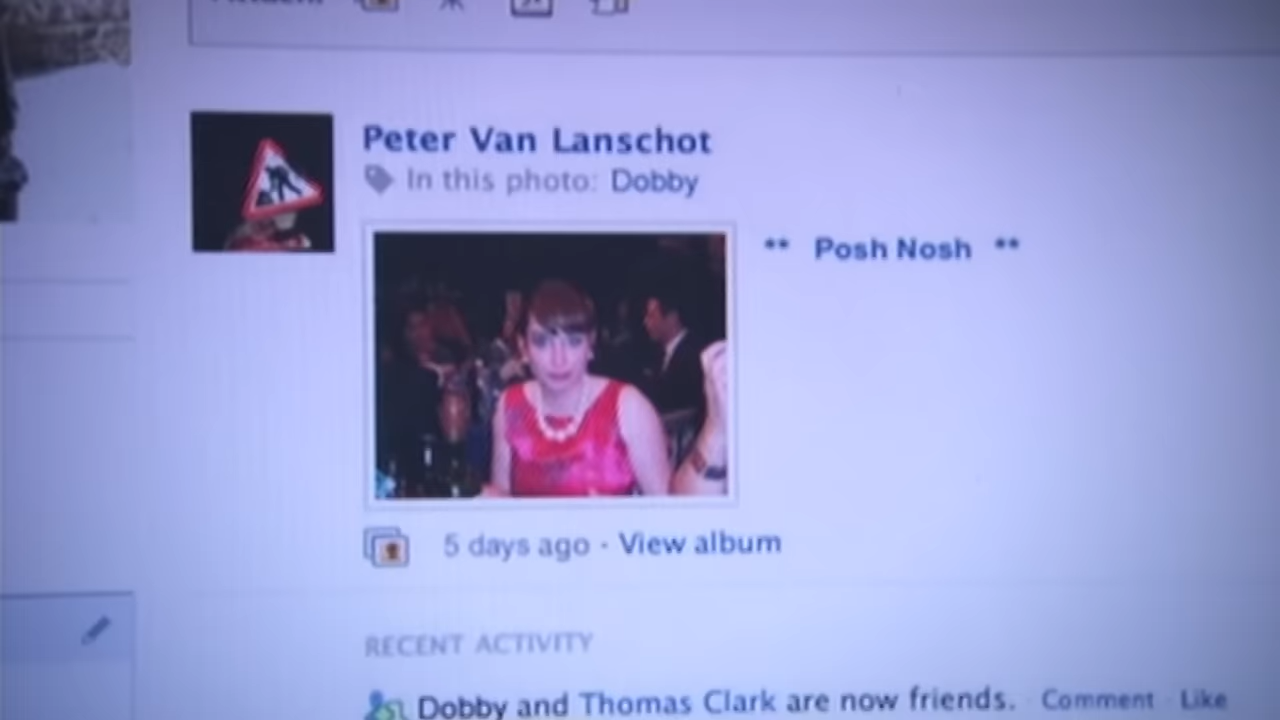 Peter Van Lanschot
In this photo: Dobby
** Posh Nosh **
5 days ago · View album
RECENT ACTIVITY
Dobby and Thomas Clark are now friends. · Comment · Like